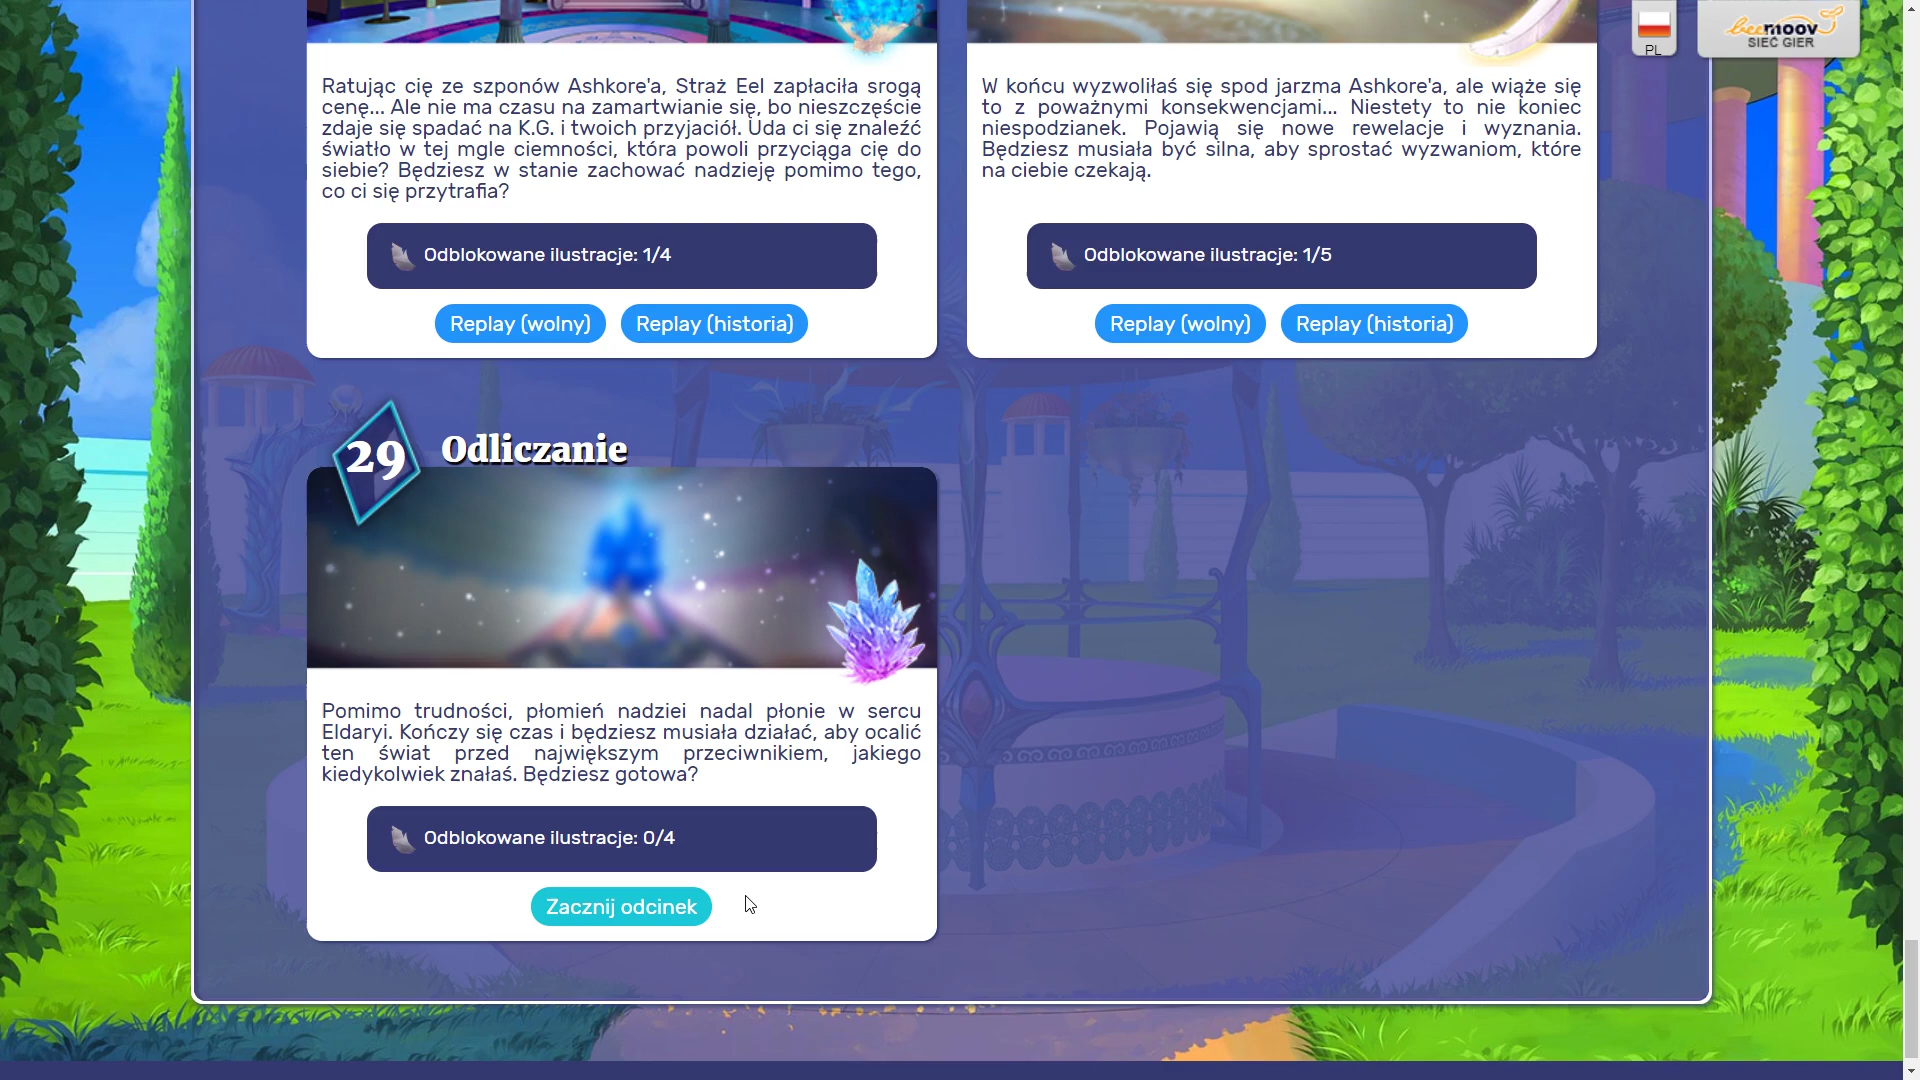 Ratując cię ze szponów Ashkore'a, Straż Eel zapłaciła srogą
cenę... Ale nie ma czasu na zamartwianie się, bo nieszczęście
zdaje się spadać na K.G. i twoich przyjaciół. Uda ci się znaleźć
światło w tej mgle ciemności, która powoli przyciąga cię do
siebie? Będziesz w stanie zachować nadzieję pomimo tego,
co ci się przytrafia?
Odblokowane ilustracje: 1/4
Replay (wolny)
Replay (historia)
W końcu wyzwoliłaś się spod jarzma Ashkore'a, ale wiąże się
to z poważnymi konsekwencjami... Niestety to nie koniec
niespodzianek. Pojawią się nowe rewelacje i wyznania.
Będziesz musiała być silna, aby sprostać wyzwaniom, które
na ciebie czekają.
Odblokowane ilustracje: 1/5
Replay (wolny)
Replay (historia)
PL
beemoov
SIEĆ GIER
29
Odliczanie
Pomimo trudności, płomień nadziei nadal płonie w sercu
Eldaryi. Kończy się czas i będziesz musiała działać, aby ocalić
ten świat przed największym przeciwnikiem, jakiego
kiedykolwiek znałaś. Będziesz gotowa?
Odblokowane ilustracje: 0/4
Zacznij odcinek